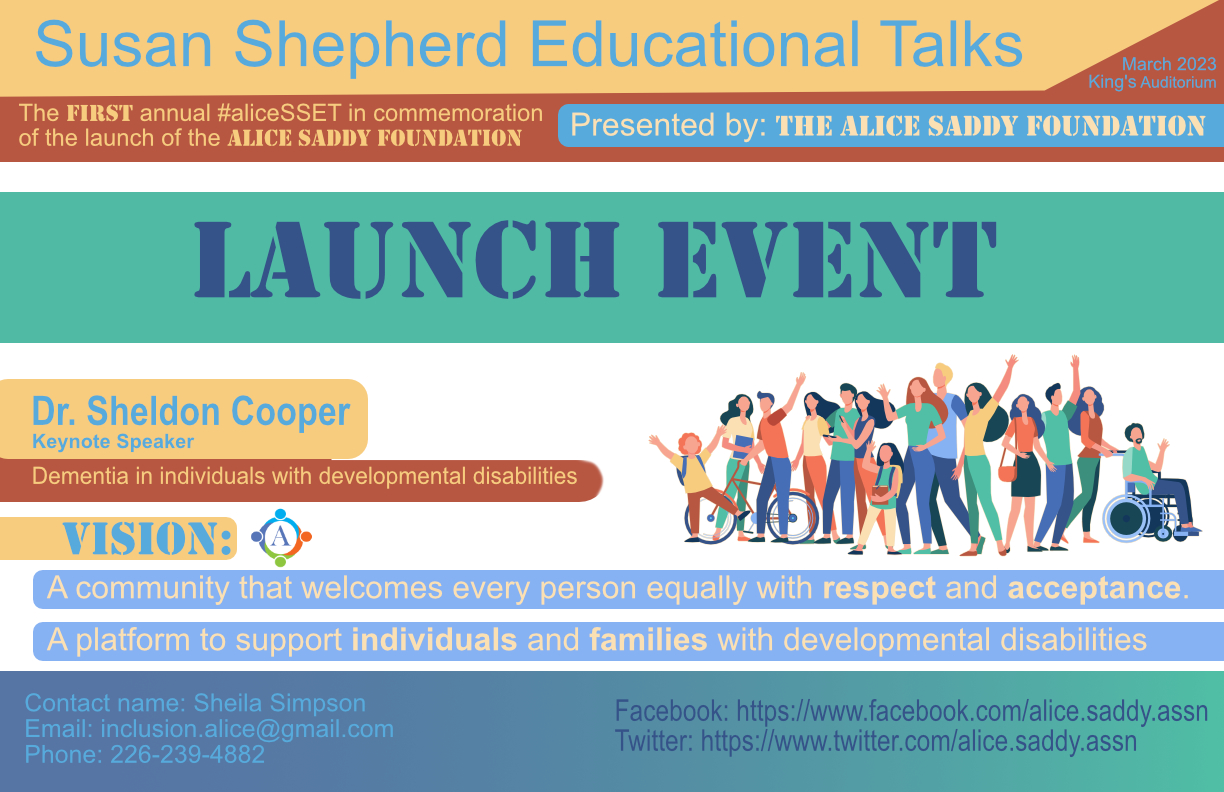 Susan Shepherd Educational Talks
March 2023
King's Auditorium
The FIRST annual #aliceSSET in commemoration
of the launch of the ALICE SADDY FOUNDATION
Presented by: THE ALICE SADDY FOUNDATION
LAUNCH EVENT
Dr. Sheldon Cooper
Keynote Speaker
Dementia in individuals with developmental disabilities
VISION:
A
A community that welcomes every person equally with respect and acceptance.
A platform to support individuals and families with developmental disabilities
Contact name: Sheila Simpson
Email: inclusion.alice@gmail.com
Phone: 226-239-4882
Facebook: https://www.facebook.com/alice.saddy.assn
Twitter: https://www.twitter.com/alice.saddy.assn